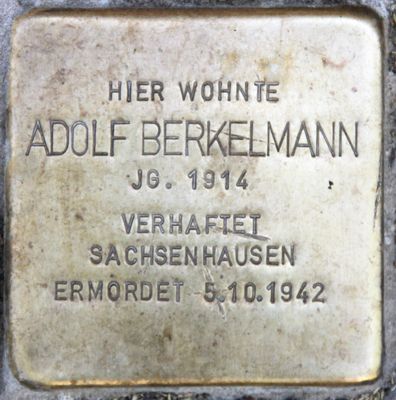 HIER WOHNTE
ADOLF BERKELMANN
JG. 1914
VERHAFTET
SACHSENHAUSEN
ERMORDET 5.10.1942